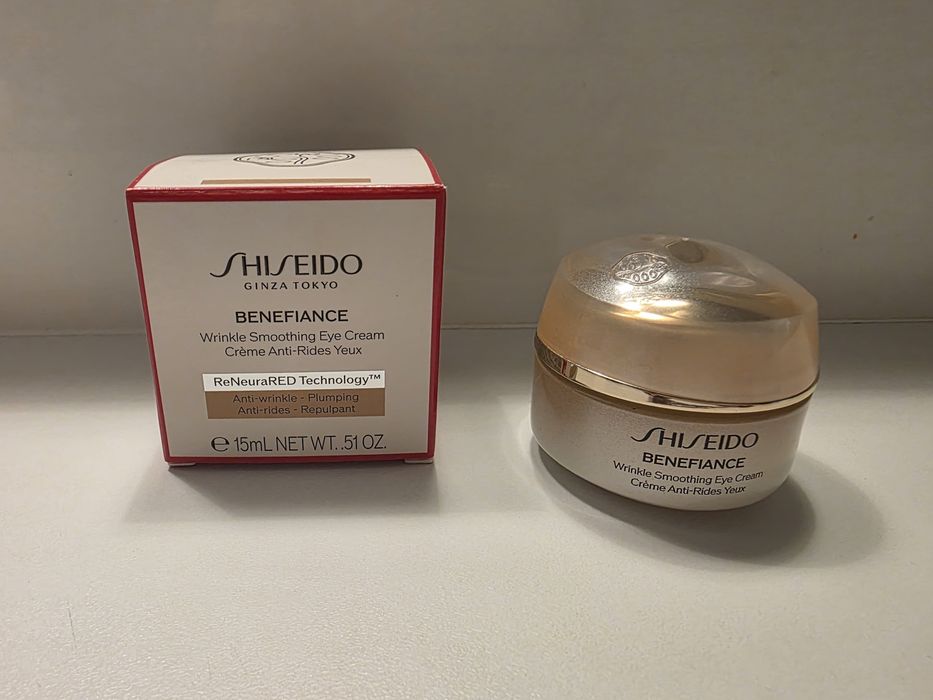 SHISEIDO
GINZA TOKYO
BENEFIANCE
Wrinkle Smoothing Eye Cream
Crème Anti-Rides Yeux
ReNeuraRED Technology™
Anti-wrinkle - Plumping
Anti-rides - Repulpant
℮ 15mL NET WT. .51 OZ.
SHISEIDO
BENEFIANCE
Wrinkle Smoothing Eye Cream
Crème Anti-Rides Yeux